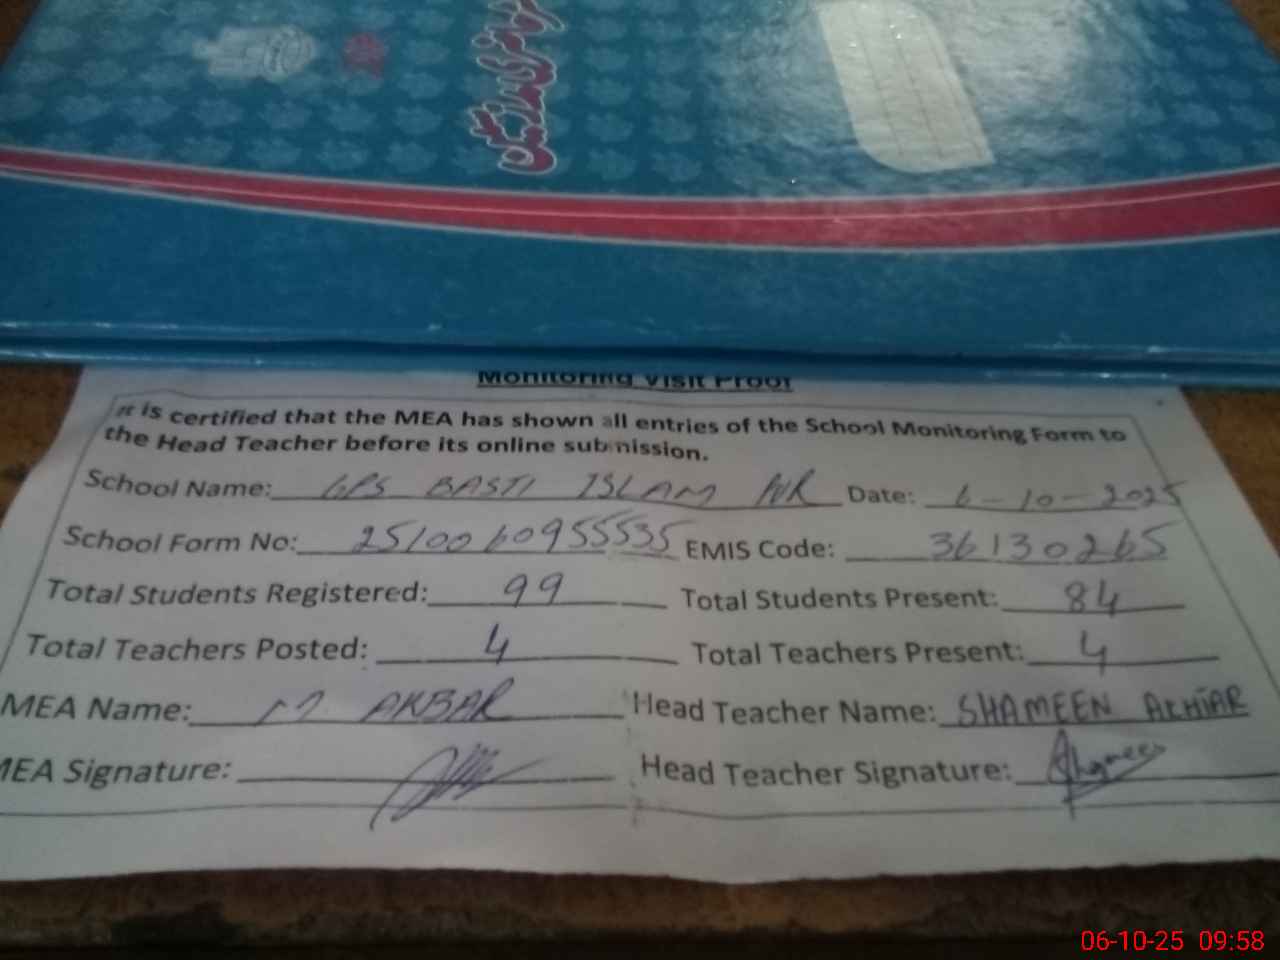 Monitoring Visit Proof
It is certified that the MEA has shown all entries of the School Monitoring Form to
the Head Teacher before its online submission.
School Name: GPS BASTI ISLAM PUR Date: 6-10-2025
School Form No: 2510060955535 EMIS Code: 36130265
Total Students Registered: 99 Total Students Present: 84
Total Teachers Posted: 4 Total Teachers Present: 4
MEA Name: M AKBAR Head Teacher Name: SHAMEEN AKHTAR
MEA Signature: Head Teacher Signature: Shameen
06-10-25 09:58